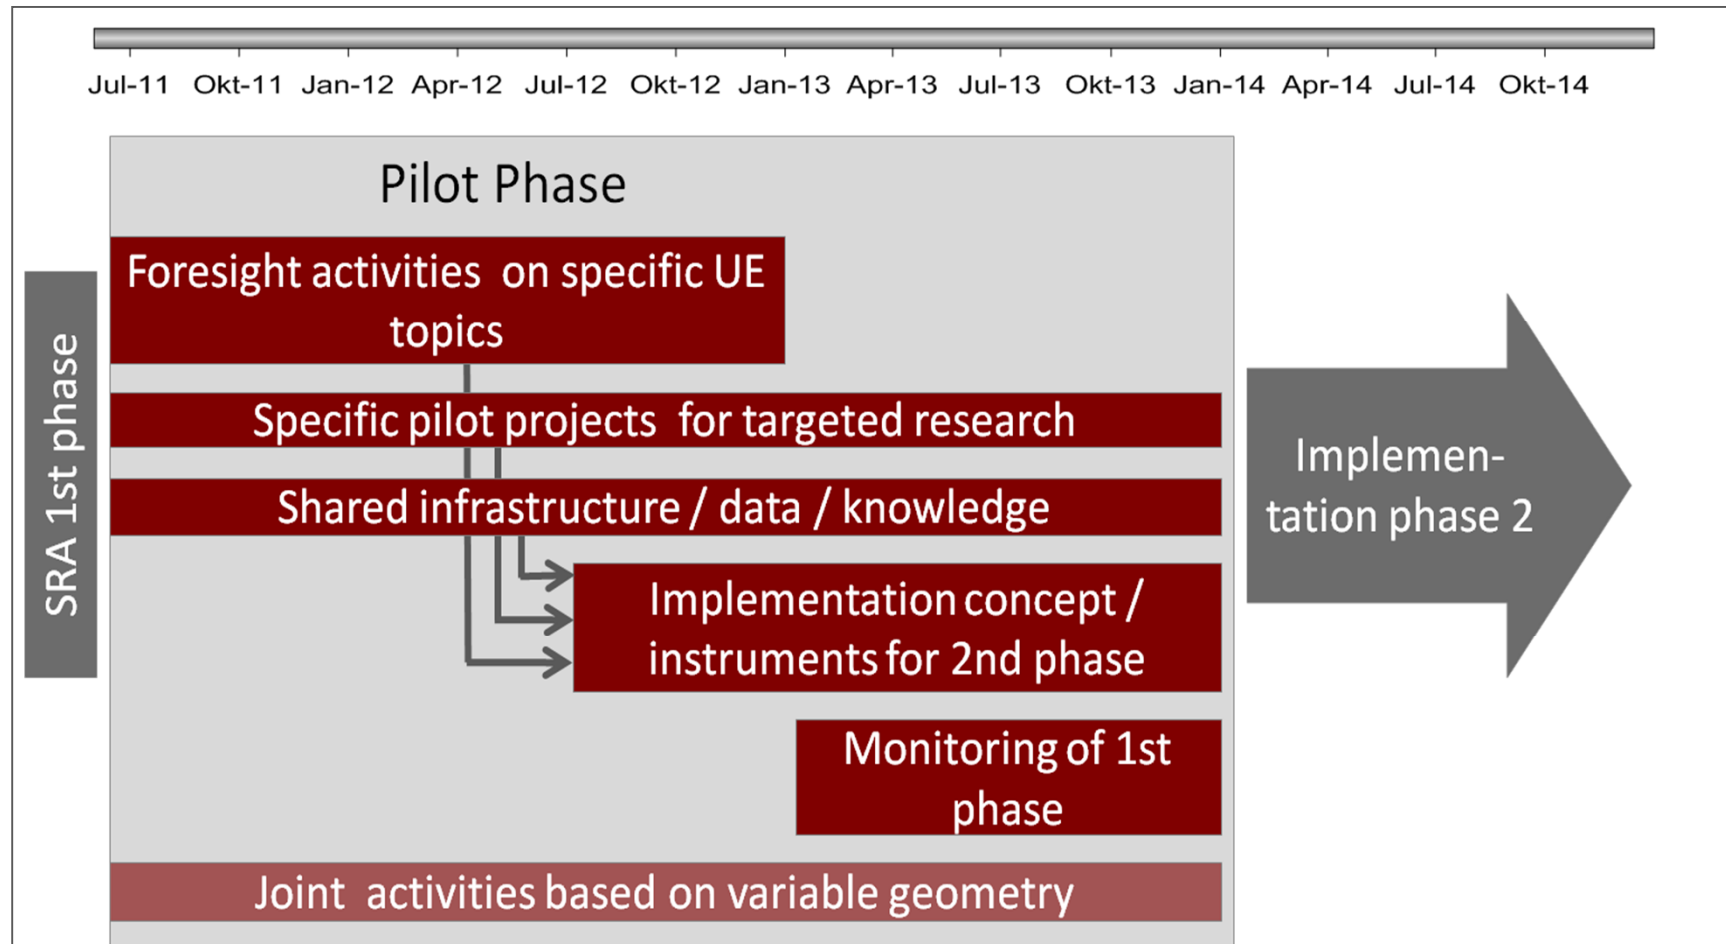 Jul-11 Okt-11 Jan-12 Apr-12 Jul-12 Okt-12 Jan-13 Apr-13 Jul-13 Okt-13 Jan-14 Apr-14 Jul-14 Okt-14
Pilot Phase
SRA 1st phase
Foresight activities on specific UE
topics
Specific pilot projects for targeted research
Shared infrastructure / data / knowledge
Implementation concept /
instruments for 2nd phase
Monitoring of 1st
phase
Joint activities based on variable geometry
Implemen-
tation phase 2